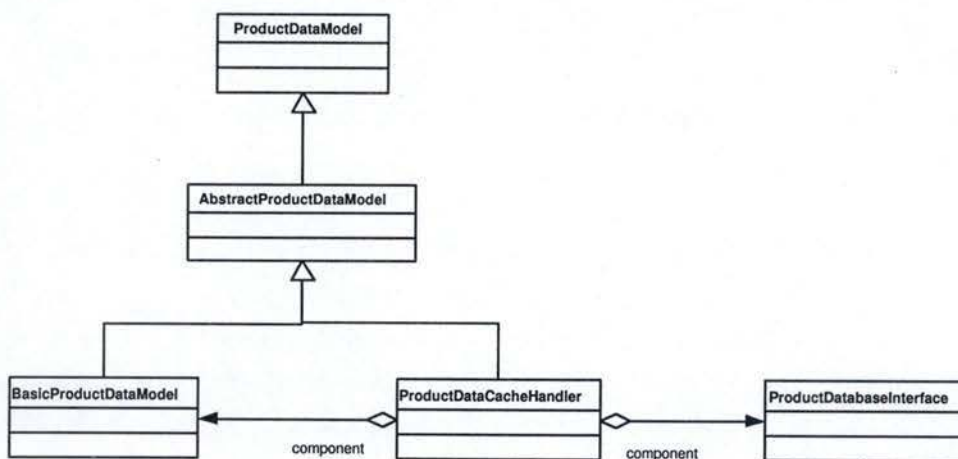 ProductDataModel
AbstractProductDataModel
BasicProductDataModel
ProductDataCacheHandler
ProductDatabaseInterface
component
component